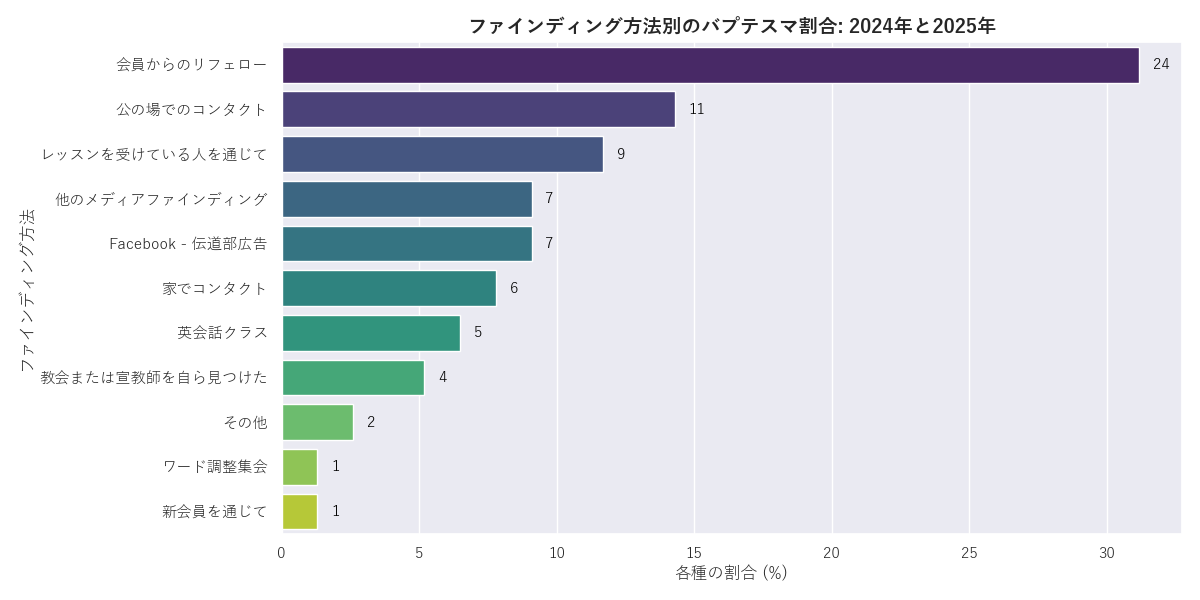 ファインディング方法別のバプテスマ割合: 2024年と2025年
ファインディング方法
会員からのリフェロー 24
公の場でのコンタクト 11
レッスンを受けている人を通じて 9
他のメディアファインディング 7
Facebook - 伝道部広告 7
家でコンタクト 6
英会話クラス 5
教会または宣教師を自ら見つけた 4
その他 2
ワード調整集会 1
新会員を通じて 1
0 5 10 15 20 25 30
各種の割合 (%)